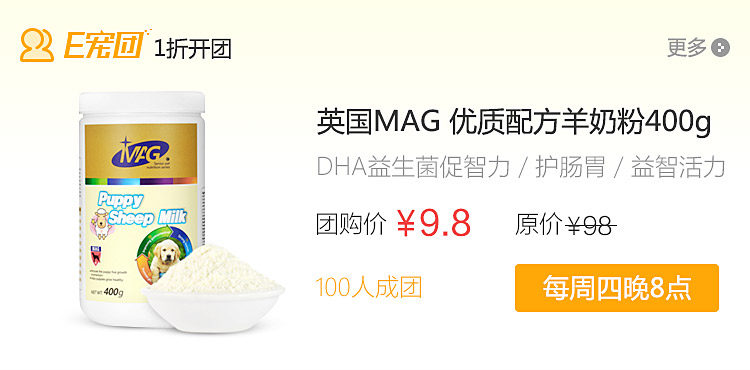 E宠团 1折开团
更多
MAG
Puppy
Sheep Milk
NET WT 400g
英国MAG 优质配方羊奶粉400g
DHA益生菌促智力 / 护肠胃 / 益智活力
团购价 ¥9.8 原价 ¥98
100人成团
每周四晚8点